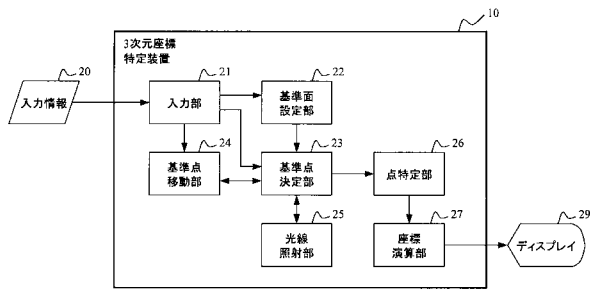 10
3次元座標
特定装置
20
入力情報
21
入力部
22
基準面
設定部
24
基準点
移動部
23
基準点
決定部
26
点特定部
25
光線
照射部
27
座標
演算部
29
ディスプレイ